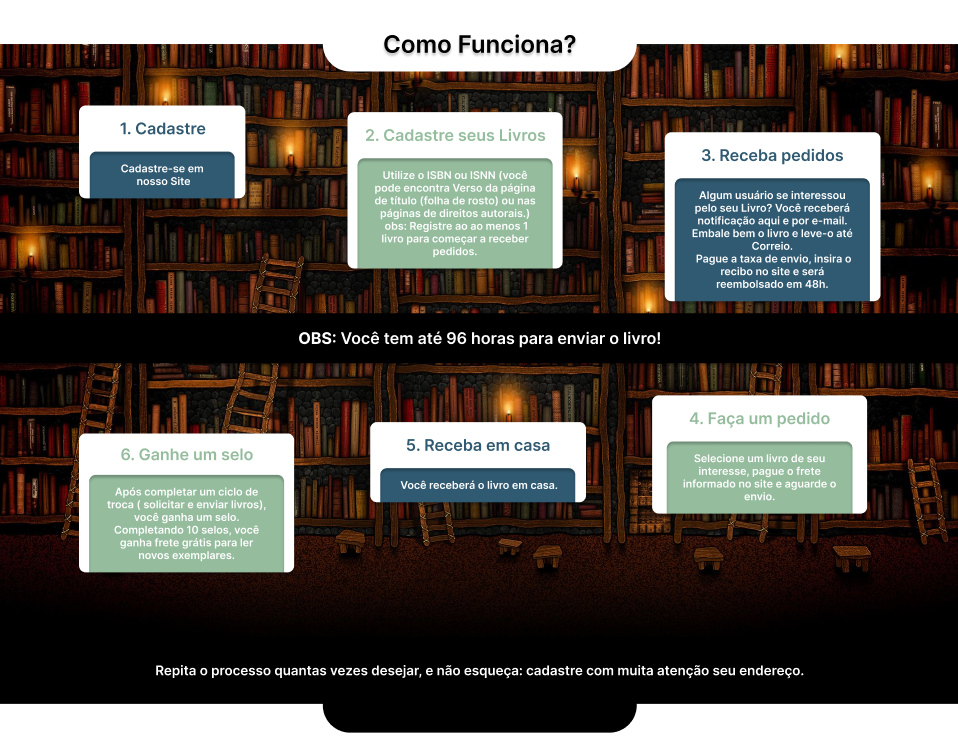 Como Funciona?
1. Cadastre
Cadastre-se em
nosso Site
2. Cadastre seus Livros
Utilize o ISBN ou ISNN (você
pode encontra Verso da página
de título (folha de rosto) ou nas
páginas de direitos autorais.)
obs: Registre ao ao menos 1
livro para começar a receber
pedidos.
3. Receba pedidos
Algum usuário se interessou
pelo seu Livro? Você receberá
notificação aqui e por e-mail.
Embale bem o livro e leve-o até
Correio.
Pague a taxa de envio, insira o
recibo no site e será
reembolsado em 48h.
OBS: Você tem até 96 horas para enviar o livro!
4. Faça um pedido
Selecione um livro de seu
interesse, pague o frete
informado no site e aguarde o
envio.
5. Receba em casa
Você receberá o livro em casa.
6. Ganhe um selo
Após completar um ciclo de
troca ( solicitar e enviar livros),
você ganha um selo.
Completando 10 selos, você
ganha frete grátis para ler
novos exemplares.
Repita o processo quantas vezes desejar, e não esqueça: cadastre com muita atenção seu endereço.